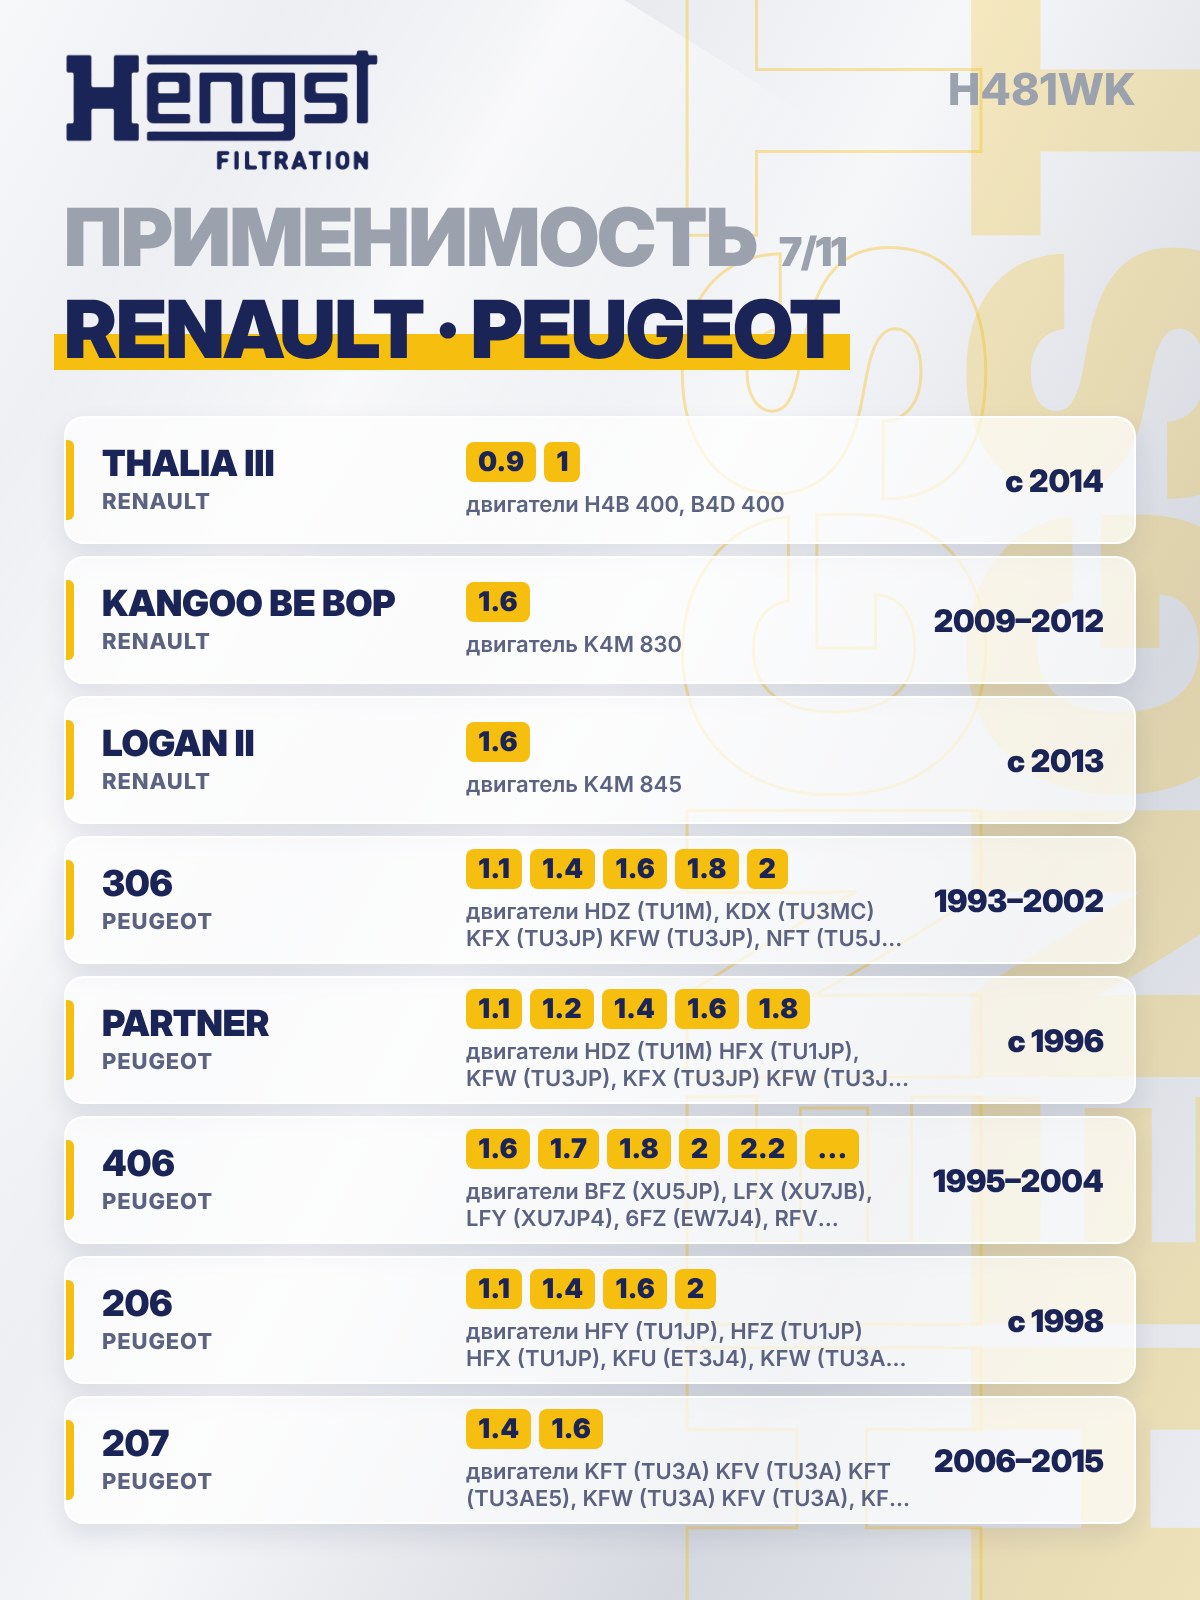 Hengst
FILTRATION
H481WK
ПРИМЕНИМОСТЬ 7/11
RENAULT · PEUGEOT
THALIA III
RENAULT
0.9 1
двигатели H4B 400, B4D 400
с 2014
KANGOO BE BOP
RENAULT
1.6
двигатель K4M 830
2009–2012
LOGAN II
RENAULT
1.6
двигатель K4M 845
с 2013
306
PEUGEOT
1.1 1.4 1.6 1.8 2
двигатели HDZ (TU1M), KDX (TU3MC)
KFX (TU3JP) KFW (TU3JP), NFT (TU5J...
1993–2002
PARTNER
PEUGEOT
1.1 1.2 1.4 1.6 1.8
двигатели HDZ (TU1M) HFX (TU1JP),
KFW (TU3JP), KFX (TU3JP) KFW (TU3J...
с 1996
406
PEUGEOT
1.6 1.7 1.8 2 2.2 ...
двигатели BFZ (XU5JP), LFX (XU7JB),
LFY (XU7JP4), 6FZ (EW7J4), RFV...
1995–2004
206
PEUGEOT
1.1 1.4 1.6 2
двигатели HFY (TU1JP), HFZ (TU1JP)
HFX (TU1JP), KFU (ET3J4), KFW (TU3A...
с 1998
207
PEUGEOT
1.4 1.6
двигатели KFT (TU3A) KFV (TU3A) KFT
(TU3AE5), KFW (TU3A) KFV (TU3A), KF...
2006–2015
HENGST